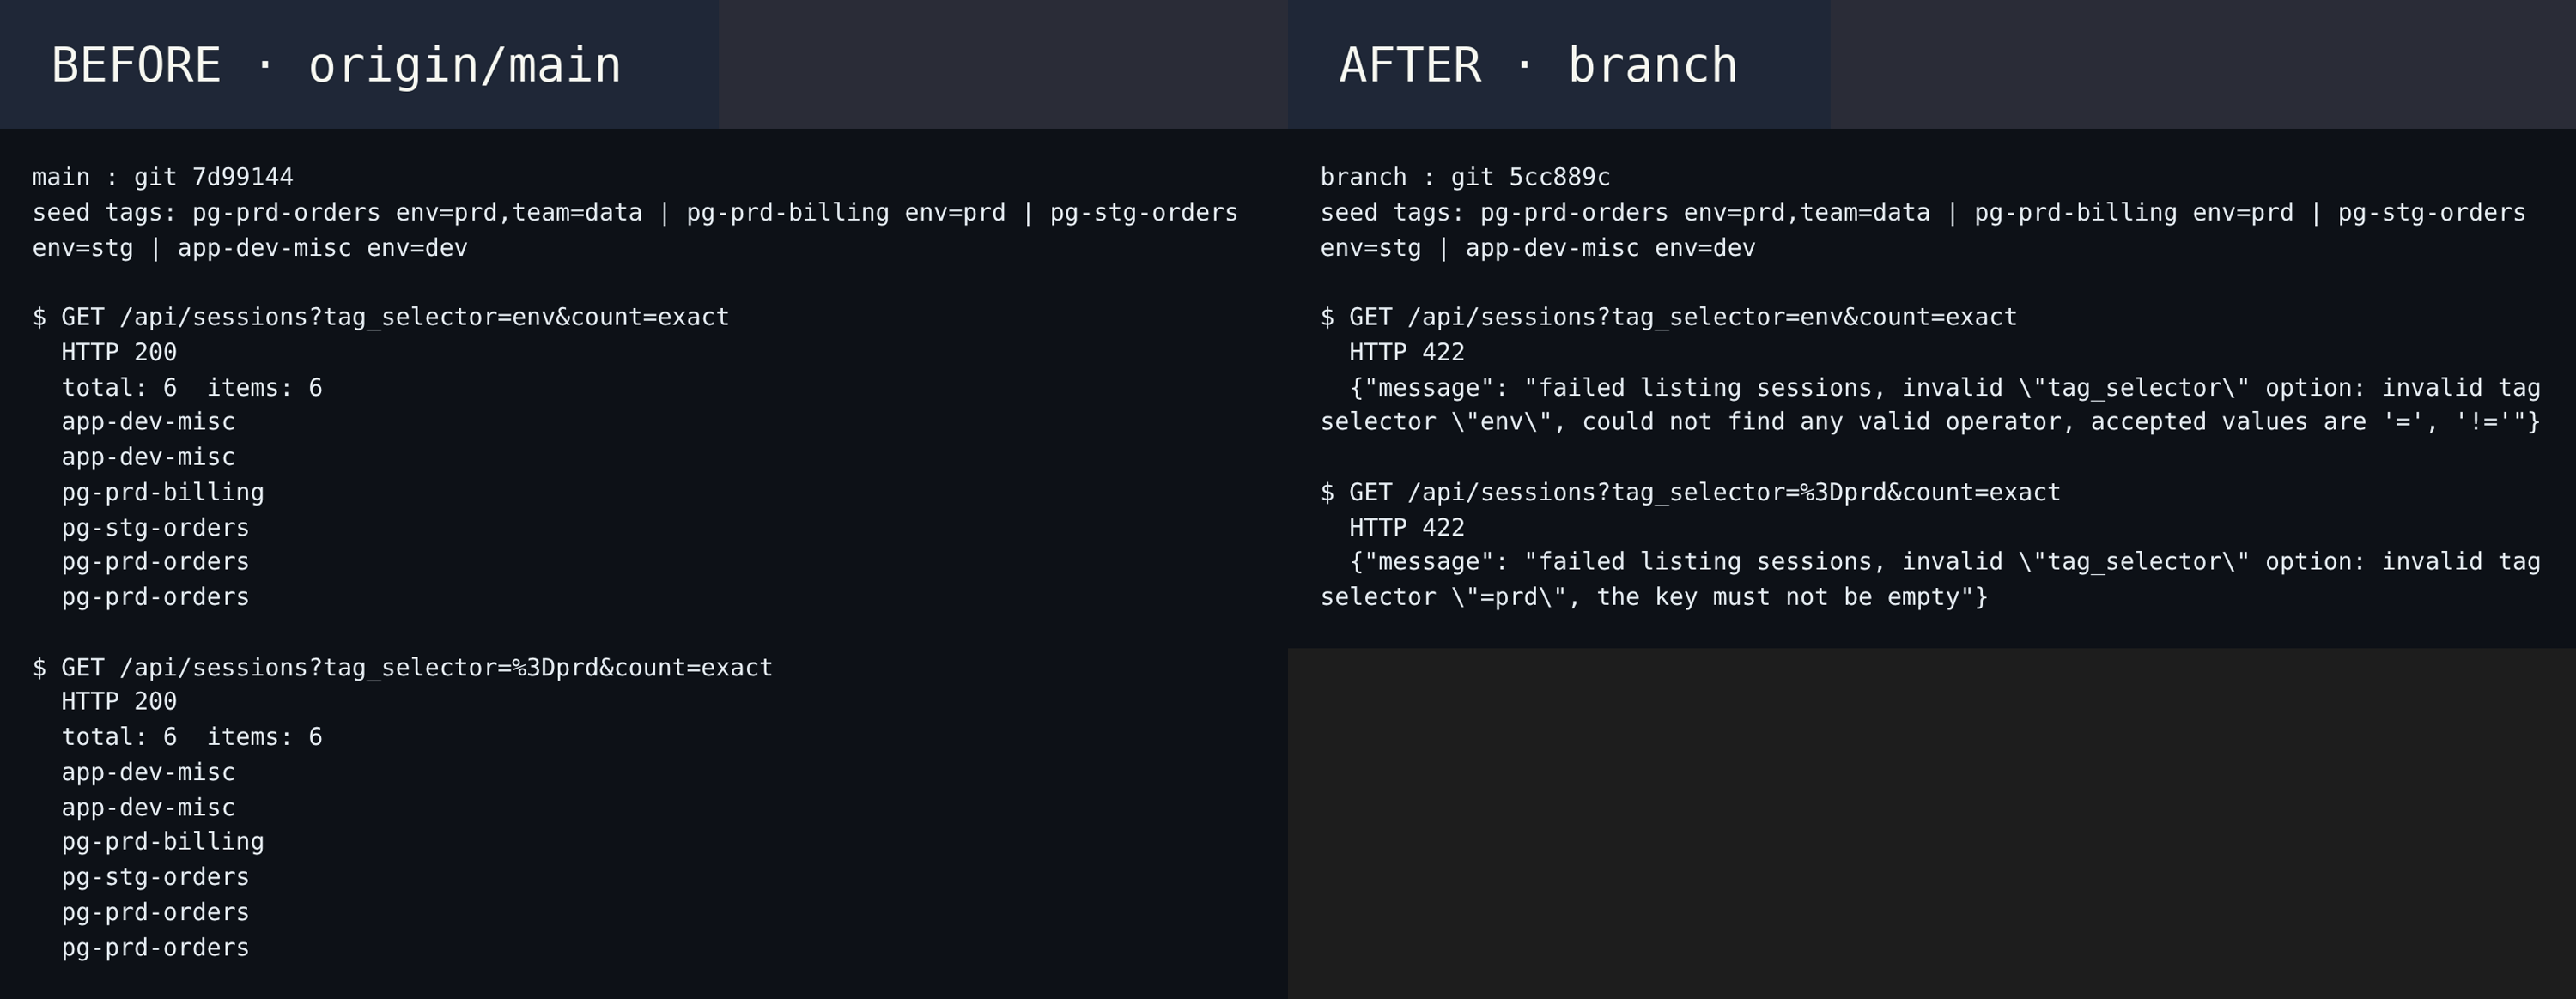 BEFORE · origin/main
main : git 7d99144
seed tags: pg-prd-orders env=prd,team=data | pg-prd-billing env=prd | pg-stg-orders
env=stg | app-dev-misc env=dev
$ GET /api/sessions?tag_selector=env&count=exact
HTTP 200
total: 6  items: 6
app-dev-misc
app-dev-misc
pg-prd-billing
pg-stg-orders
pg-prd-orders
pg-prd-orders
$ GET /api/sessions?tag_selector=%3Dprd&count=exact
HTTP 200
total: 6  items: 6
app-dev-misc
app-dev-misc
pg-prd-billing
pg-stg-orders
pg-prd-orders
pg-prd-orders
AFTER · branch
branch : git 5cc889c
seed tags: pg-prd-orders env=prd,team=data | pg-prd-billing env=prd | pg-stg-orders
env=stg | app-dev-misc env=dev
$ GET /api/sessions?tag_selector=env&count=exact
HTTP 422
{"message": "failed listing sessions, invalid \"tag_selector\" option: invalid tag
selector \"env\", could not find any valid operator, accepted values are '=', '!='"}
$ GET /api/sessions?tag_selector=%3Dprd&count=exact
HTTP 422
{"message": "failed listing sessions, invalid \"tag_selector\" option: invalid tag
selector \"=prd\", the key must not be empty"}